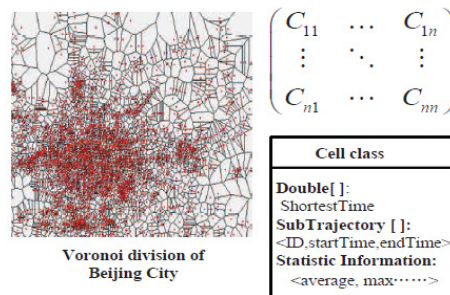 C11 … C1n
⋮ ⋱ ⋮
Cn1 ⋯ Cnn
Cell class
Double[ ]:
ShortestTime
SubTrajectory [ ]:
<ID,startTime,endTime>
Statistic Information:
<average, max⋯⋯>
Voronoi division of
Beijing City